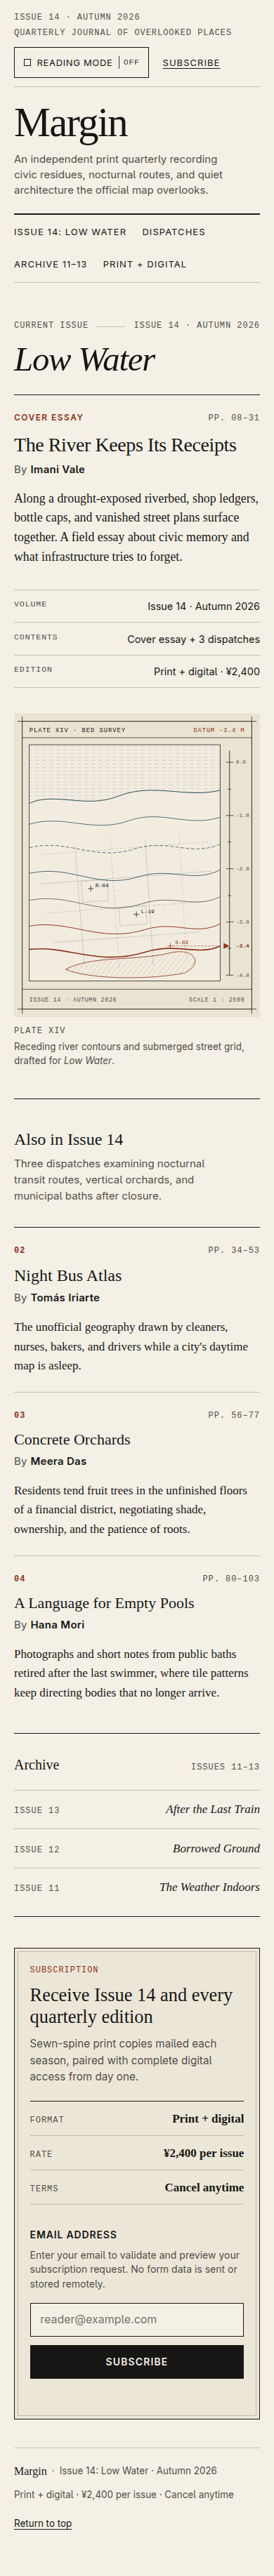 ISSUE 14 · AUTUMN 2026
QUARTERLY JOURNAL OF OVERLOOKED PLACES
READING MODE | OFF
SUBSCRIBE
Margin
An independent print quarterly recording
civic residues, nocturnal routes, and quiet
architecture the official map overlooks.
ISSUE 14: LOW WATER
DISPATCHES
ARCHIVE 11–13
PRINT + DIGITAL
CURRENT ISSUE
ISSUE 14 · AUTUMN 2026
Low Water
COVER ESSAY
PP. 08–31
The River Keeps Its Receipts
By Imani Vale
Along a drought-exposed riverbed, shop ledgers,
bottle caps, and vanished street plans surface
together. A field essay about civic memory and
what infrastructure tries to forget.
VOLUME
Issue 14 · Autumn 2026
CONTENTS
Cover essay + 3 dispatches
EDITION
Print + digital · ¥2,400
PLATE XIV · BED SURVEY
DATUM −3.4 M
0.0
−1.0
−2.0
−3.0
−3.4
−4.0
R-04
L-19
S-02
ISSUE 14 · AUTUMN 2026
SCALE 1 : 2500
PLATE XIV
Receding river contours and submerged street grid,
drafted for Low Water.
Also in Issue 14
Three dispatches examining nocturnal
transit routes, vertical orchards, and
municipal baths after closure.
02
PP. 34–53
Night Bus Atlas
By Tomás Iriarte
The unofficial geography drawn by cleaners,
nurses, bakers, and drivers while a city's daytime
map is asleep.
03
PP. 56–77
Concrete Orchards
By Meera Das
Residents tend fruit trees in the unfinished floors
of a financial district, negotiating shade,
ownership, and the patience of roots.
04
PP. 80–103
A Language for Empty Pools
By Hana Mori
Photographs and short notes from public baths
retired after the last swimmer, where tile patterns
keep directing bodies that no longer arrive.
Archive
ISSUES 11–13
ISSUE 13
After the Last Train
ISSUE 12
Borrowed Ground
ISSUE 11
The Weather Indoors
SUBSCRIPTION
Receive Issue 14 and every
quarterly edition
Sewn-spine print copies mailed each
season, paired with complete digital
access from day one.
FORMAT
Print + digital
RATE
¥2,400 per issue
TERMS
Cancel anytime
EMAIL ADDRESS
Enter your email to validate and preview your
subscription request. No form data is sent or
stored remotely.
reader@example.com
SUBSCRIBE
Margin · Issue 14: Low Water · Autumn 2026
Print + digital · ¥2,400 per issue · Cancel anytime
Return to top